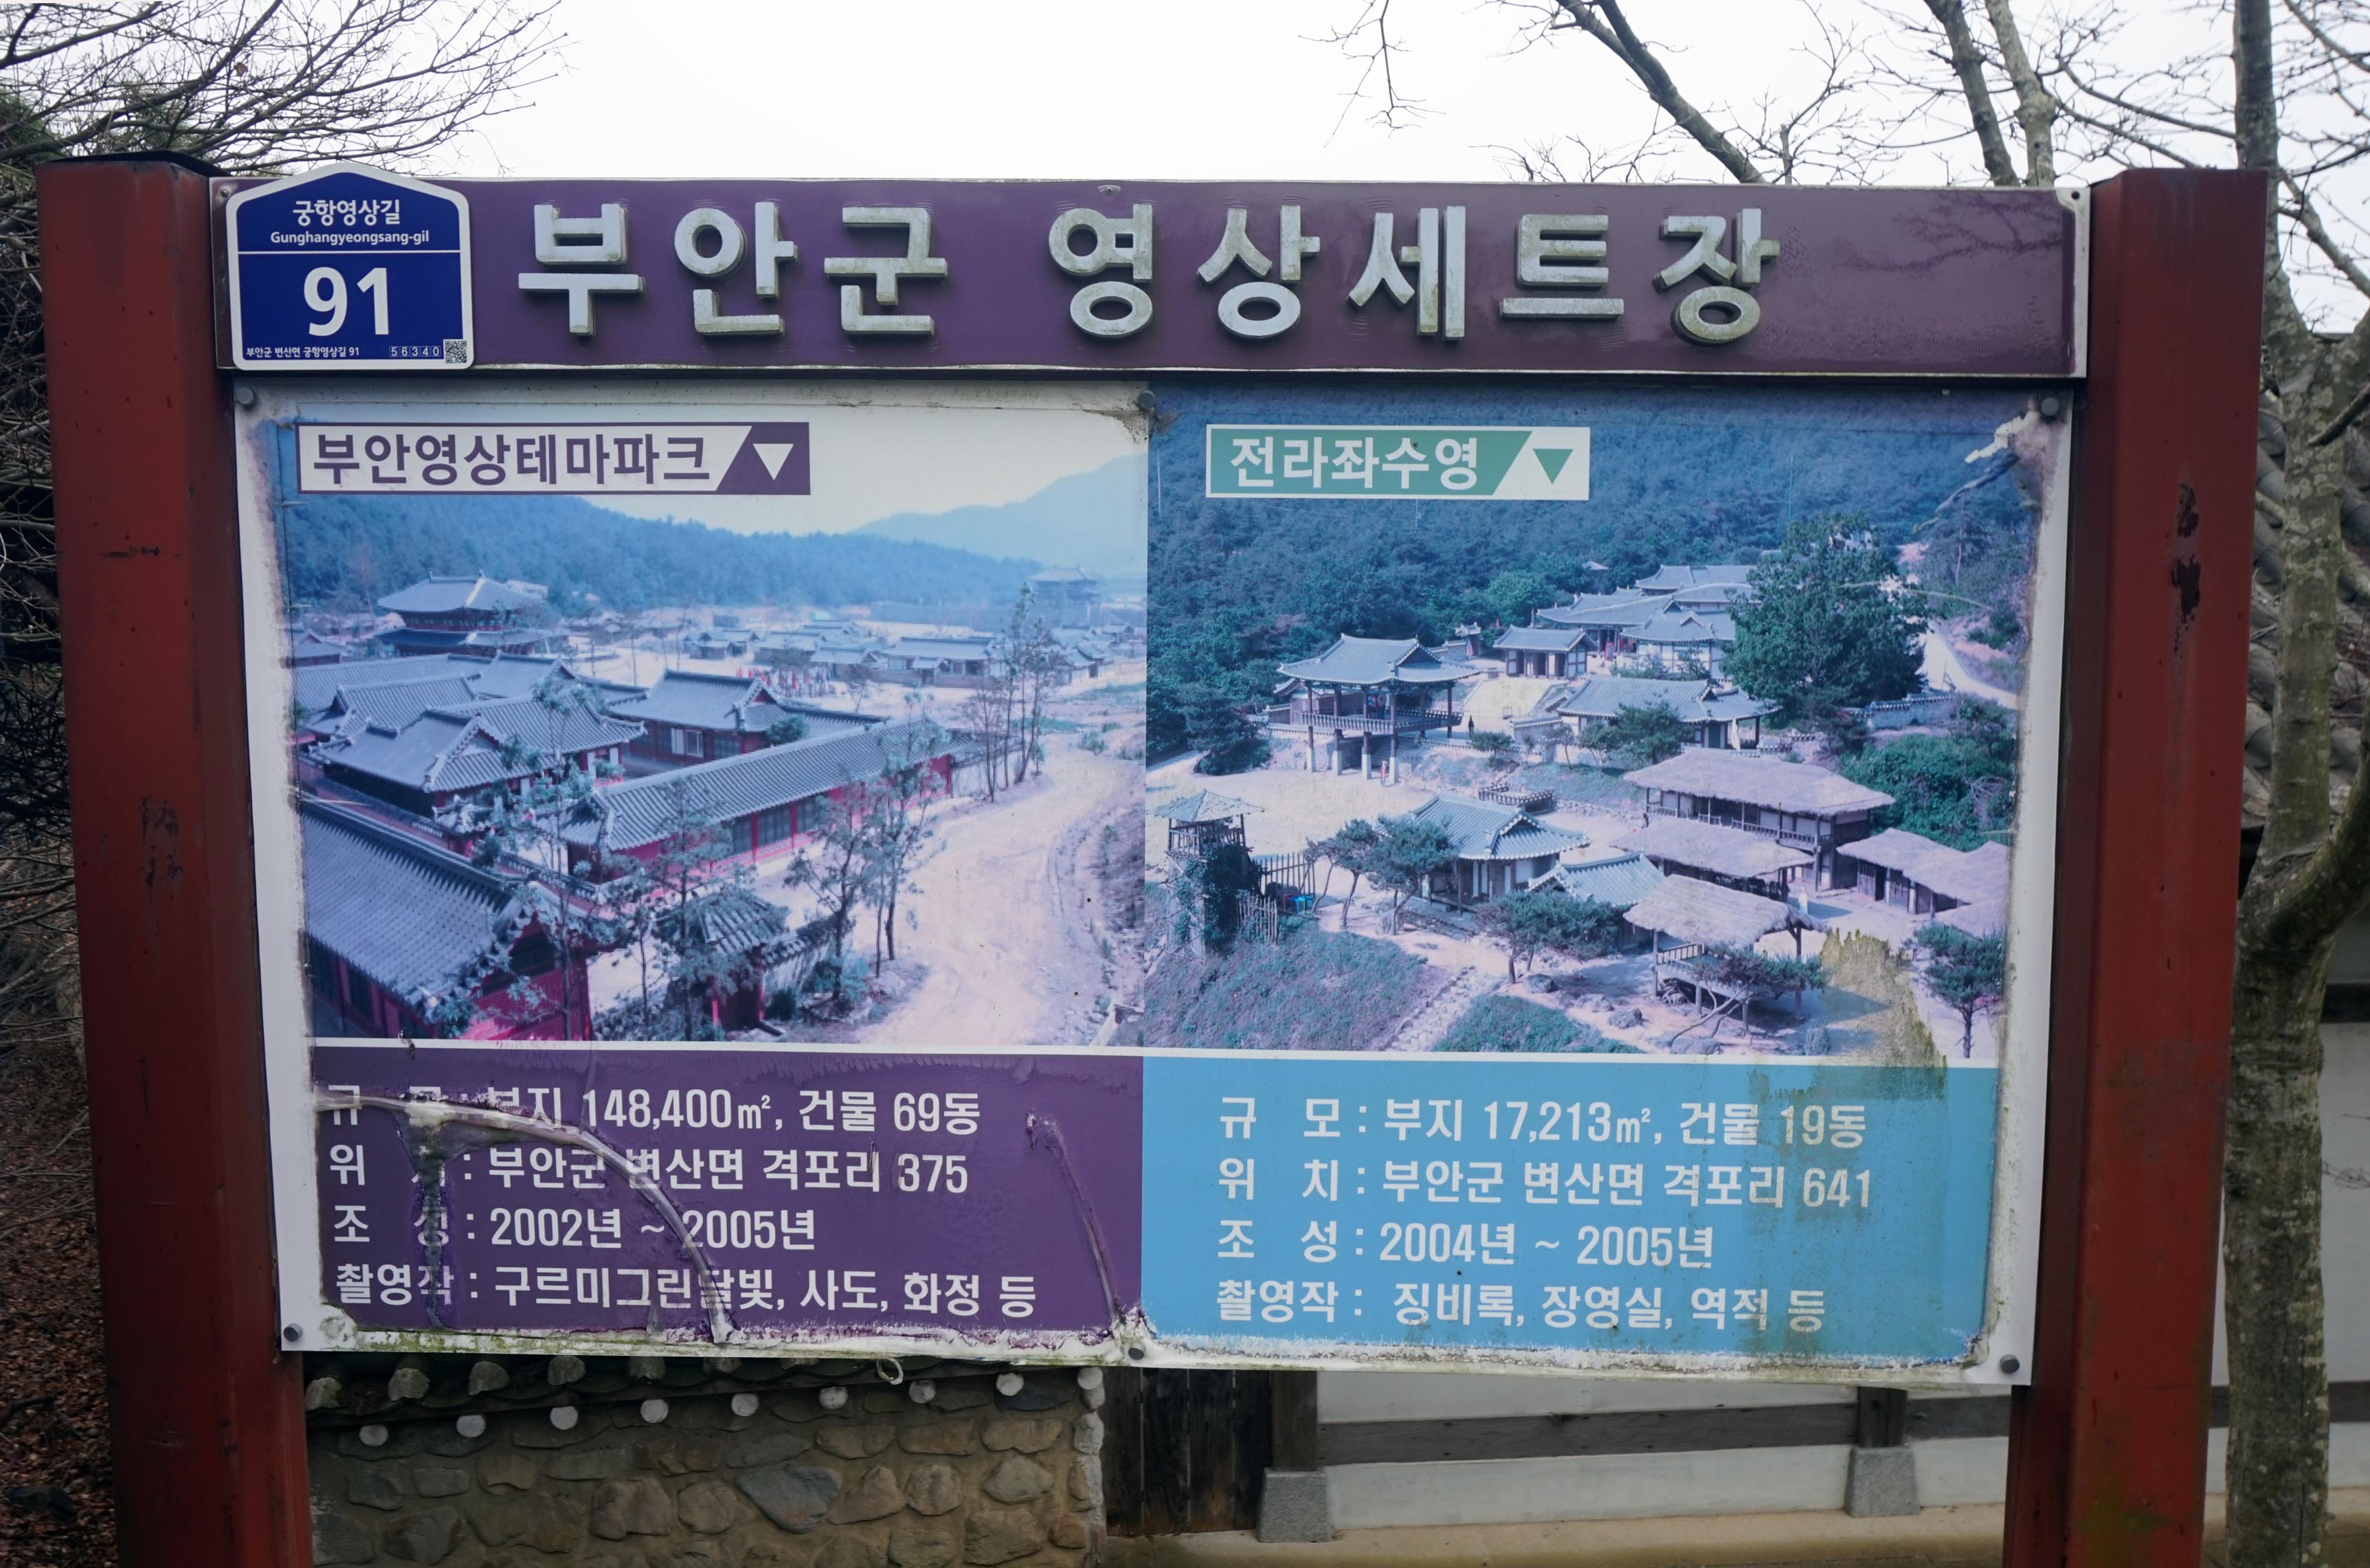 궁항영상길
Gunghangyeongsang-gil
91
부안군 변산면 궁항영상길 91 56340
부안군 영상세트장
부안영상테마파크
규 모 : 부지 148,400㎡, 건물 69동
위 치 : 부안군 변산면 격포리 375
조 성 : 2002년 ~ 2005년
촬영작 : 구르미그린달빛, 사도, 화정 등
전라좌수영
규 모 : 부지 17,213㎡, 건물 19동
위 치 : 부안군 변산면 격포리 641
조 성 : 2004년 ~ 2005년
촬영작 : 징비록, 장영실, 역적 등